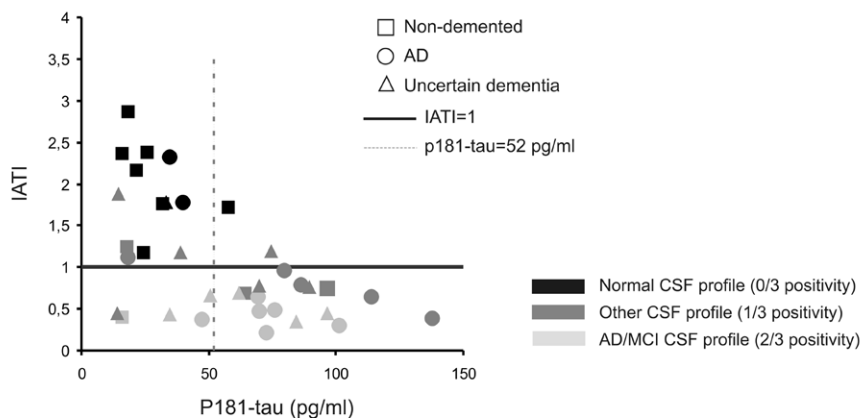 4
3,5
3
2,5
2
1,5
1
0,5
0
IATI
0
50
100
150
P181-tau (pg/ml)
Non-demented
AD
Uncertain dementia
IATI=1
p181-tau=52 pg/ml
Normal CSF profile (0/3 positivity)
Other CSF profile (1/3 positivity)
AD/MCI CSF profile (2/3 positivity)